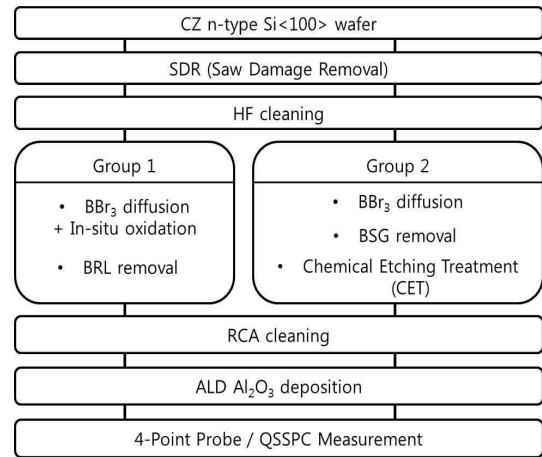 CZ n-type Si<100> wafer
SDR (Saw Damage Removal)
HF cleaning
Group 1
• BBr₃ diffusion
+ In-situ oxidation
• BRL removal
Group 2
• BBr₃ diffusion
• BSG removal
• Chemical Etching Treatment
(CET)
RCA cleaning
ALD Al₂O₃ deposition
4-Point Probe / QSSPC Measurement